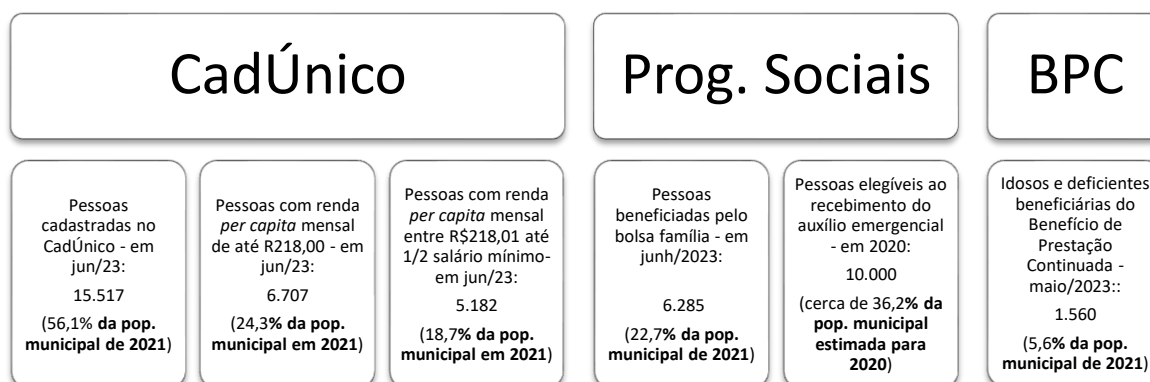 CadÚnico
Pessoas
cadastradas no
CadÚnico - em
jun/23:
15.517
(56,1% da pop.
municipal de 2021)
Pessoas com renda
per capita mensal
de até R218,00 - em
jun/23:
6.707
(24,3% da pop.
municipal em 2021)
Pessoas com renda
per capita mensal
entre R$218,01 até
1/2 salário mínimo-
em jun/23:
5.182
(18,7% da pop.
municipal em 2021)
Prog. Sociais
Pessoas
beneficiadas pelo
bolsa família - em
junh/2023:
6.285
(22,7% da pop.
municipal de 2021)
Pessoas elegíveis ao
recebimento do
auxílio emergencial
- em 2020:
10.000
(cerca de 36,2% da
pop. municipal
estimada para
2020)
BPC
Idosos e deficientes
beneficiárias do
Benefício de
Prestação
Continuada -
maio/2023::
1.560
(5,6% da pop.
municipal de 2021)